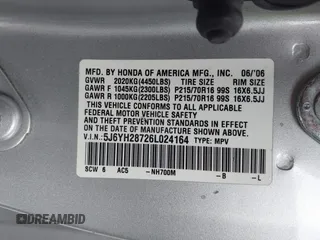 MFD. BY HONDA OF AMERICA MFG., INC. 06/'06
GVWR 2020KG(4450LBS) TIRE SIZE RIM SIZE
GAWR F 1045KG(2300LBS) P215/70R16 99S 16X6.5JJ
GAWR R 1000KG(2205LBS) P215/70R16 99S 16X6.5JJ
THIS VEHICLE CONFORMS TO ALL APPLICABLE
FEDERAL MOTOR VEHICLE SAFETY STANDARDS
IN EFFECT ON THE DATE OF MANUFACTURE
SHOWN ABOVE.
V.I.N.: 5J6YH28726L024164 TYPE: MPV
SCW 6 AC5 -NH700M -B -L
DREAMBID